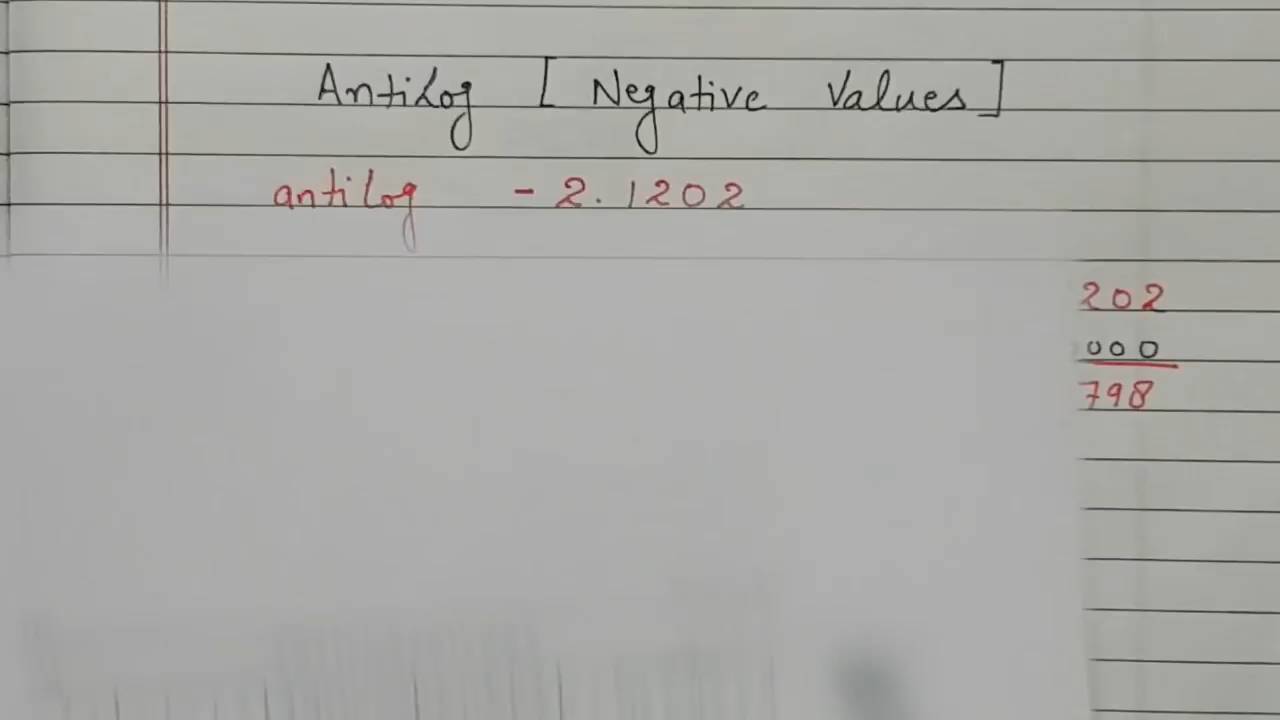 AntiLog [ Negative Values ]
antilog - 2.1202
202
000
798